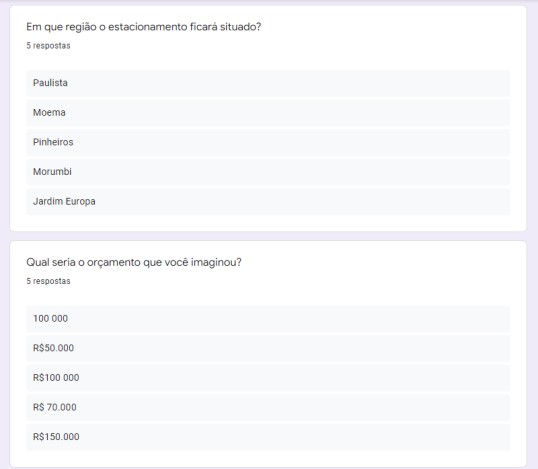 Em que região o estacionamento ficará situado?
5 respostas
Paulista
Moema
Pinheiros
Morumbi
Jardim Europa
Qual seria o orçamento que você imaginou?
5 respostas
100 000
R$50.000
R$100 000
R$ 70.000
R$150.000